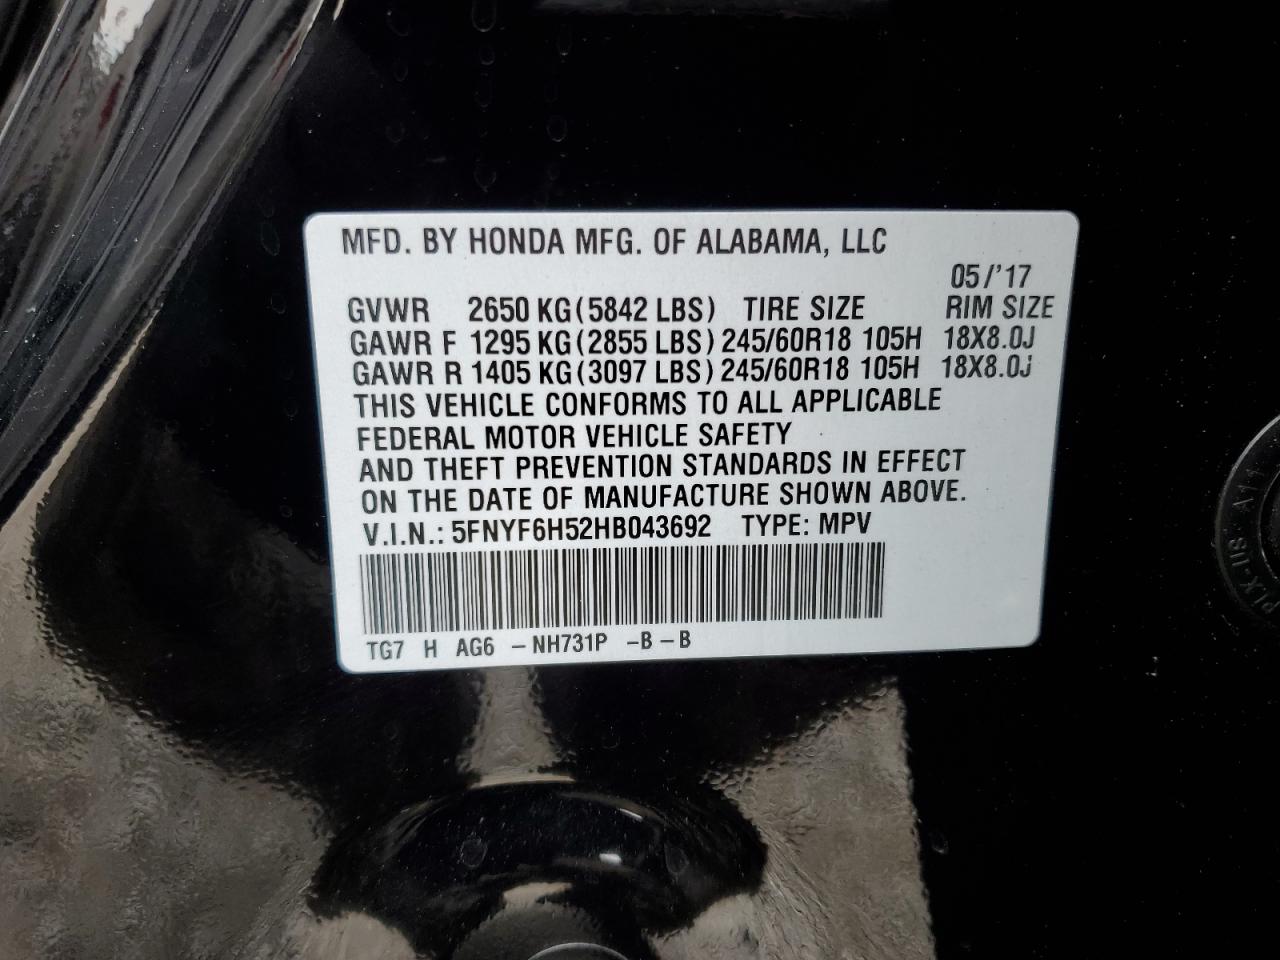 MFD. BY HONDA MFG. OF ALABAMA, LLC
05/'17
GVWR 2650 KG (5842 LBS) TIRE SIZE RIM SIZE
GAWR F 1295 KG (2855 LBS) 245/60R18 105H 18X8.0J
GAWR R 1405 KG (3097 LBS) 245/60R18 105H 18X8.0J
THIS VEHICLE CONFORMS TO ALL APPLICABLE
FEDERAL MOTOR VEHICLE SAFETY
AND THEFT PREVENTION STANDARDS IN EFFECT
ON THE DATE OF MANUFACTURE SHOWN ABOVE.
V.I.N.: 5FNYF6H52HB043692 TYPE: MPV
TG7 H AG6 -NH731P -B-B